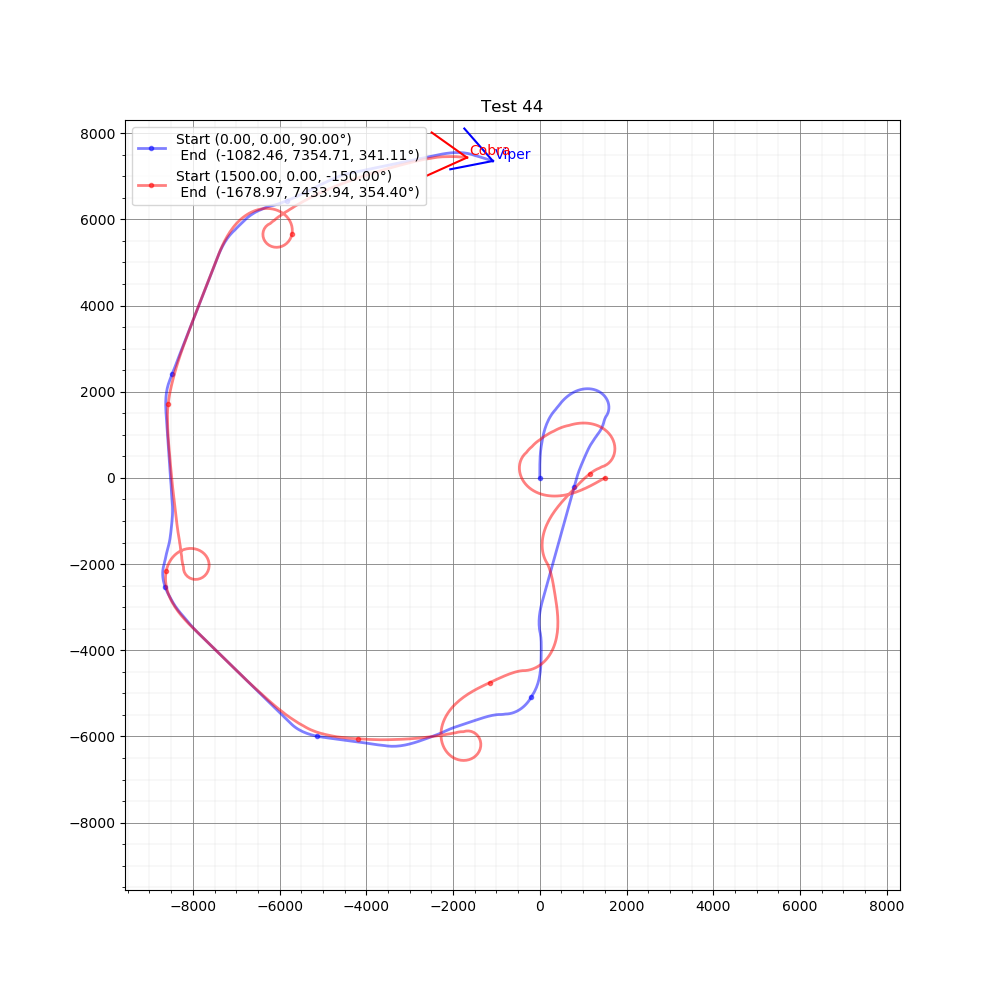 Test 44
Start (0.00, 0.00, 90.00°)
End (-1082.46, 7354.71, 341.11°)
Start (1500.00, 0.00, -150.00°)
End (-1678.97, 7433.94, 354.40°)
Cobra
Viper
8000
6000
4000
2000
0
−2000
−4000
−6000
−8000
−8000 −6000 −4000 −2000 0 2000 4000 6000 8000